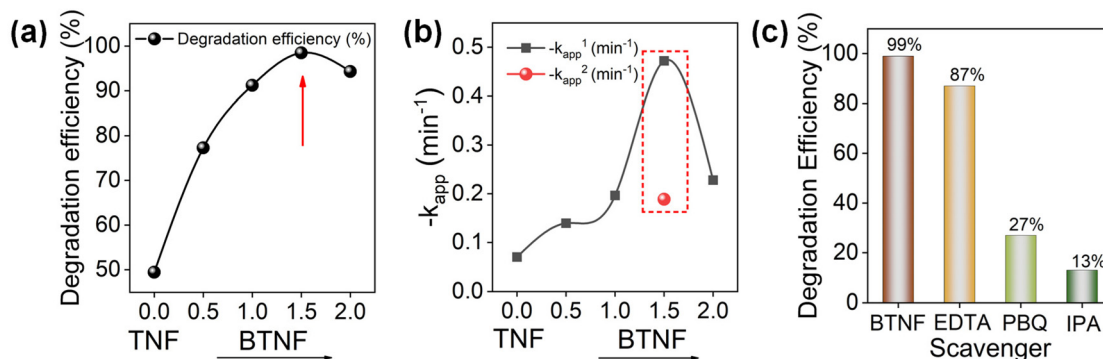 (a)
Degradation efficiency (%)
100
90
80
70
60
50
Degradation efficiency (%)
0.0 0.5 1.0 1.5 2.0
TNF BTNF
(b)
-kapp (min⁻¹)
0.5
0.4
0.3
0.2
0.1
0.0
-kapp¹ (min⁻¹)
-kapp² (min⁻¹)
0.0 0.5 1.0 1.5 2.0
TNF BTNF
(c)
Degradation Efficiency (%)
100
80
60
40
20
0
99%
87%
27%
13%
BTNF EDTA PBQ IPA
Scavenger